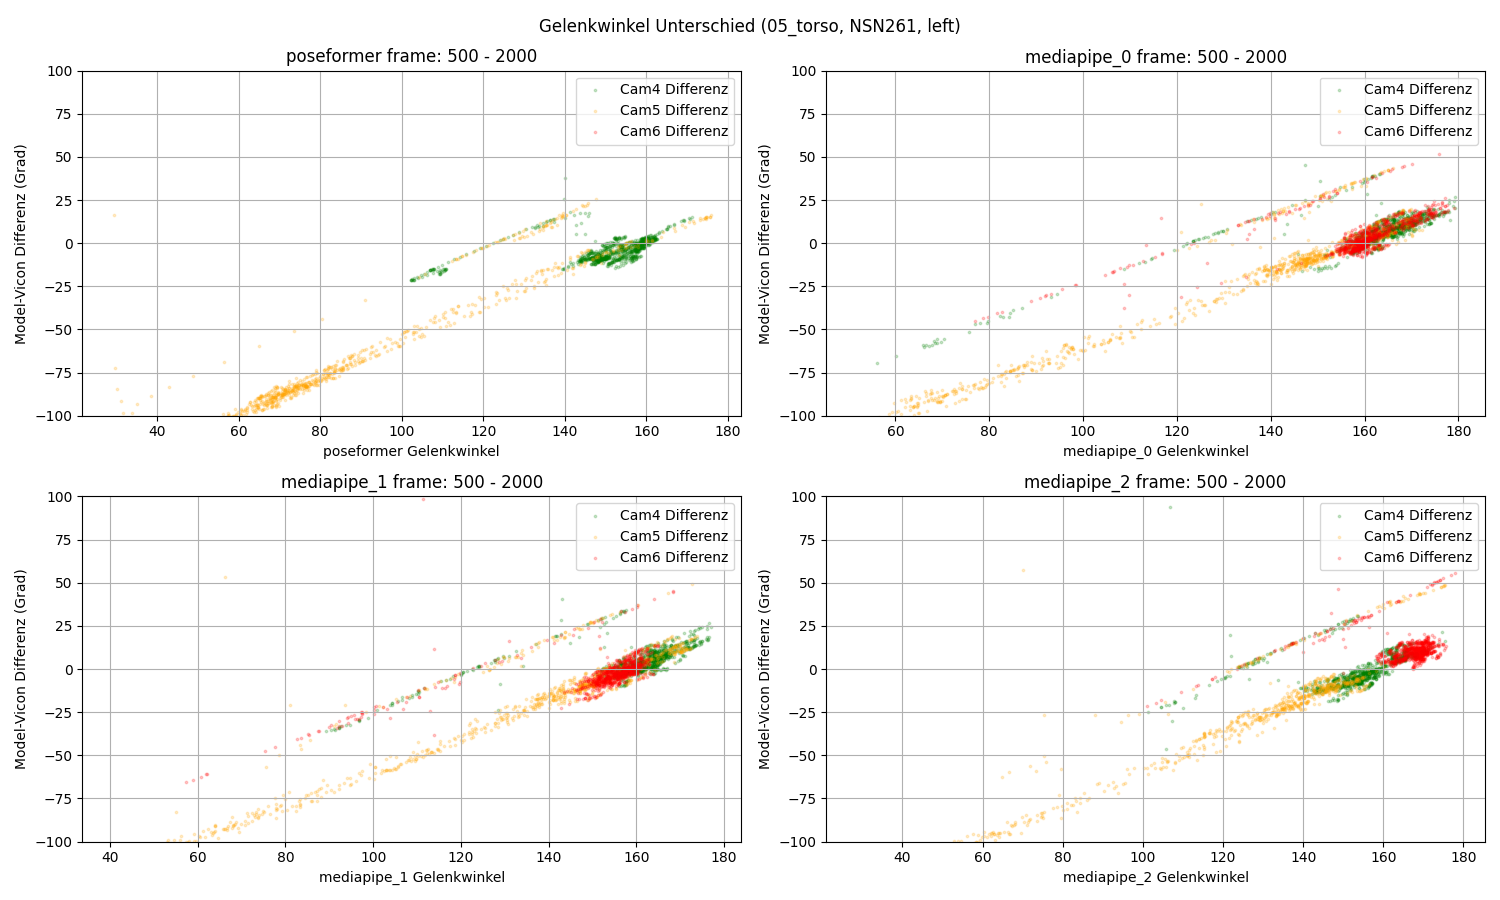 Gelenkwinkel Unterschied (05_torso, NSN261, left)
poseformer frame: 500 - 2000
100
75
50
25
0
−25
−50
−75
−100
Model-Vicon Differenz (Grad)
Cam4 Differenz
Cam5 Differenz
Cam6 Differenz
40 60 80 100 120 140 160 180
poseformer Gelenkwinkel
mediapipe_0 frame: 500 - 2000
100
75
50
25
0
−25
−50
−75
−100
Model-Vicon Differenz (Grad)
Cam4 Differenz
Cam5 Differenz
Cam6 Differenz
60 80 100 120 140 160 180
mediapipe_0 Gelenkwinkel
mediapipe_1 frame: 500 - 2000
100
75
50
25
0
−25
−50
−75
−100
Model-Vicon Differenz (Grad)
Cam4 Differenz
Cam5 Differenz
Cam6 Differenz
40 60 80 100 120 140 160 180
mediapipe_1 Gelenkwinkel
mediapipe_2 frame: 500 - 2000
100
75
50
25
0
−25
−50
−75
−100
Model-Vicon Differenz (Grad)
Cam4 Differenz
Cam5 Differenz
Cam6 Differenz
40 60 80 100 120 140 160 180
mediapipe_2 Gelenkwinkel